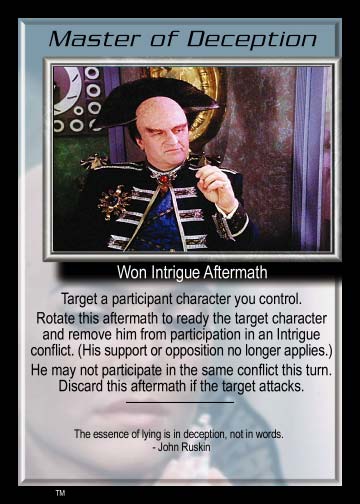 Master of Deception
Won Intrigue Aftermath
Target a participant character you control.
Rotate this aftermath to ready the target character
and remove him from participation in an Intrigue
conflict. (His support or opposition no longer applies.)
He may not participate in the same conflict this turn.
Discard this aftermath if the target attacks.
The essence of lying is in deception, not in words.
- John Ruskin
TM